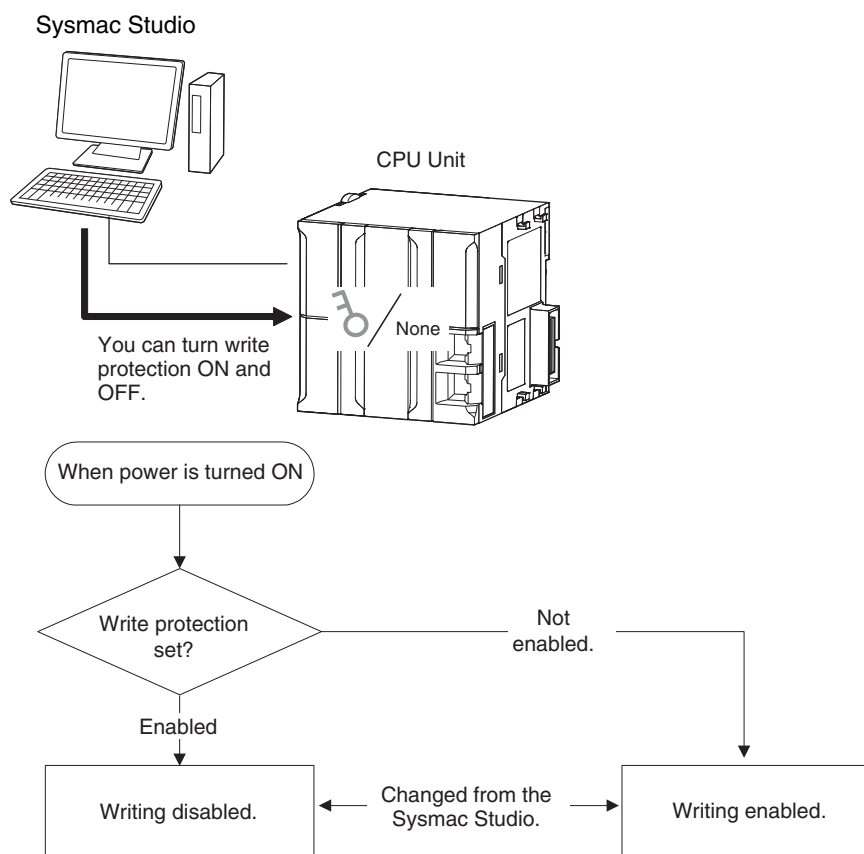 Sysmac Studio
CPU Unit
None
You can turn write
protection ON and
OFF.
When power is turned ON
Write protection
set?
Not
enabled.
Enabled
Writing disabled.
Changed from the
Sysmac Studio.
Writing enabled.